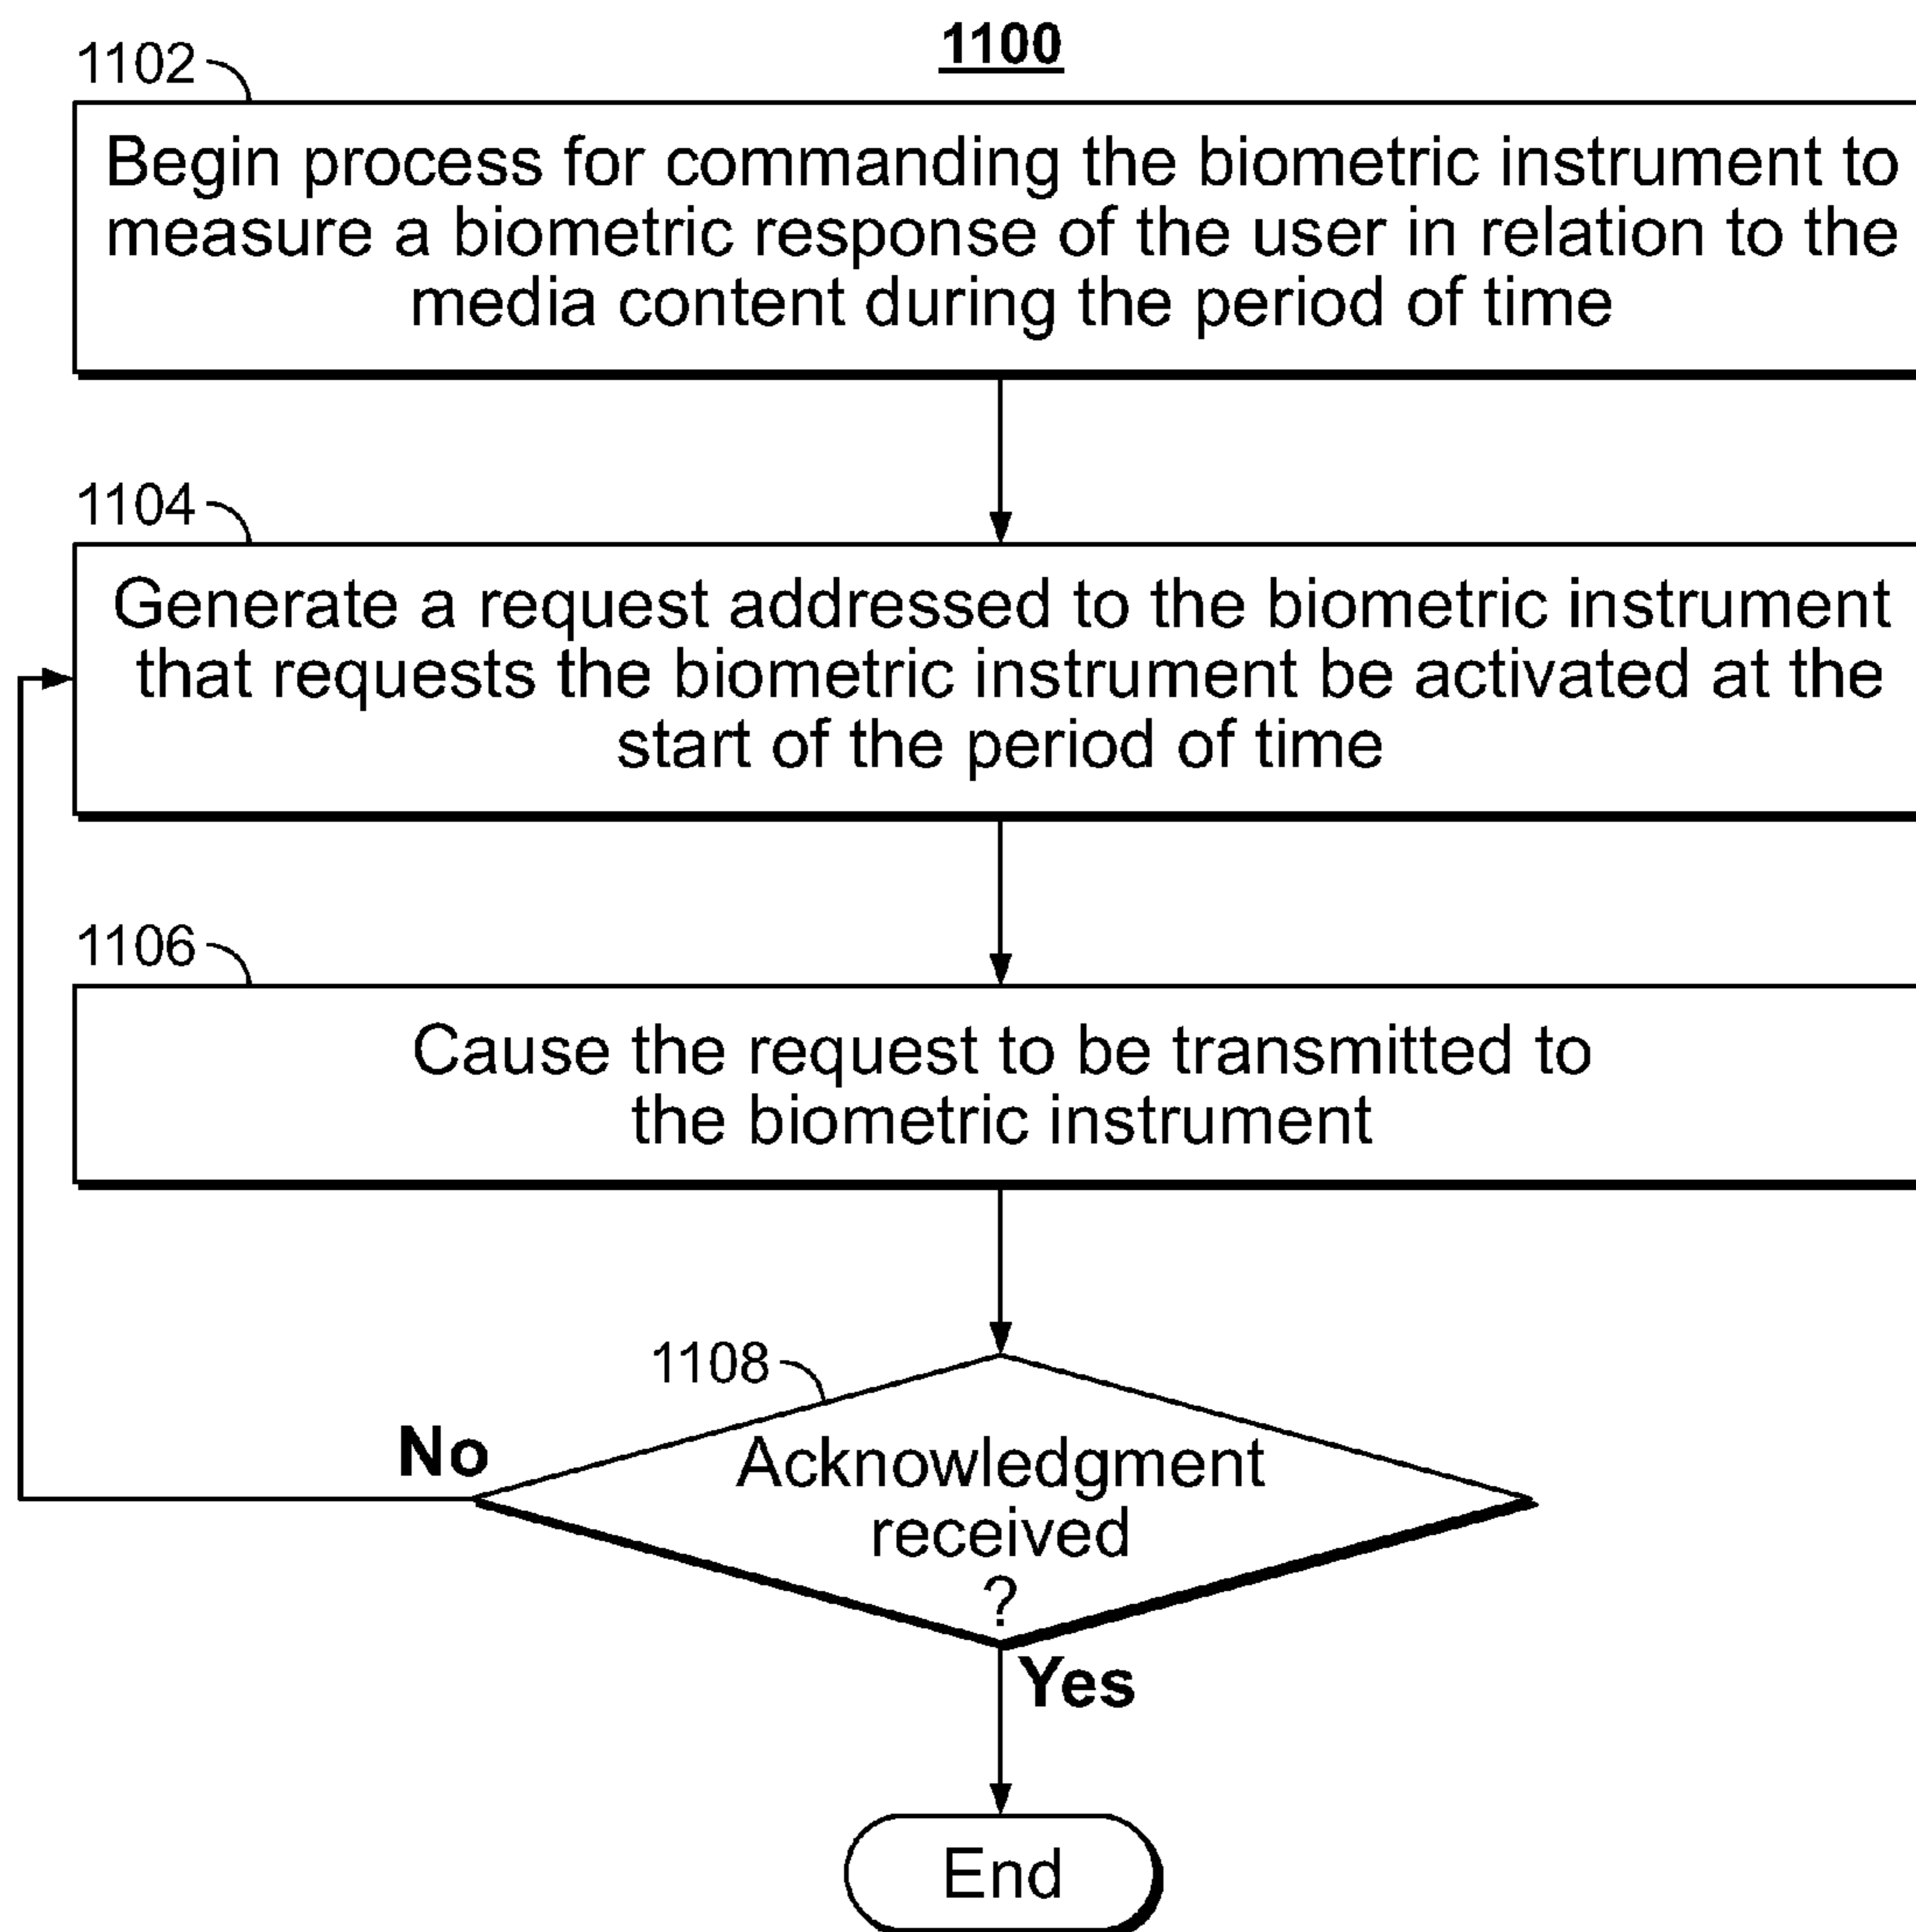 1100
1102
Begin process for commanding the biometric instrument to
measure a biometric response of the user in relation to the
media content during the period of time
1104
Generate a request addressed to the biometric instrument
that requests the biometric instrument be activated at the
start of the period of time
1106
Cause the request to be transmitted to
the biometric instrument
1108
No
Acknowledgment
received
?
Yes
End